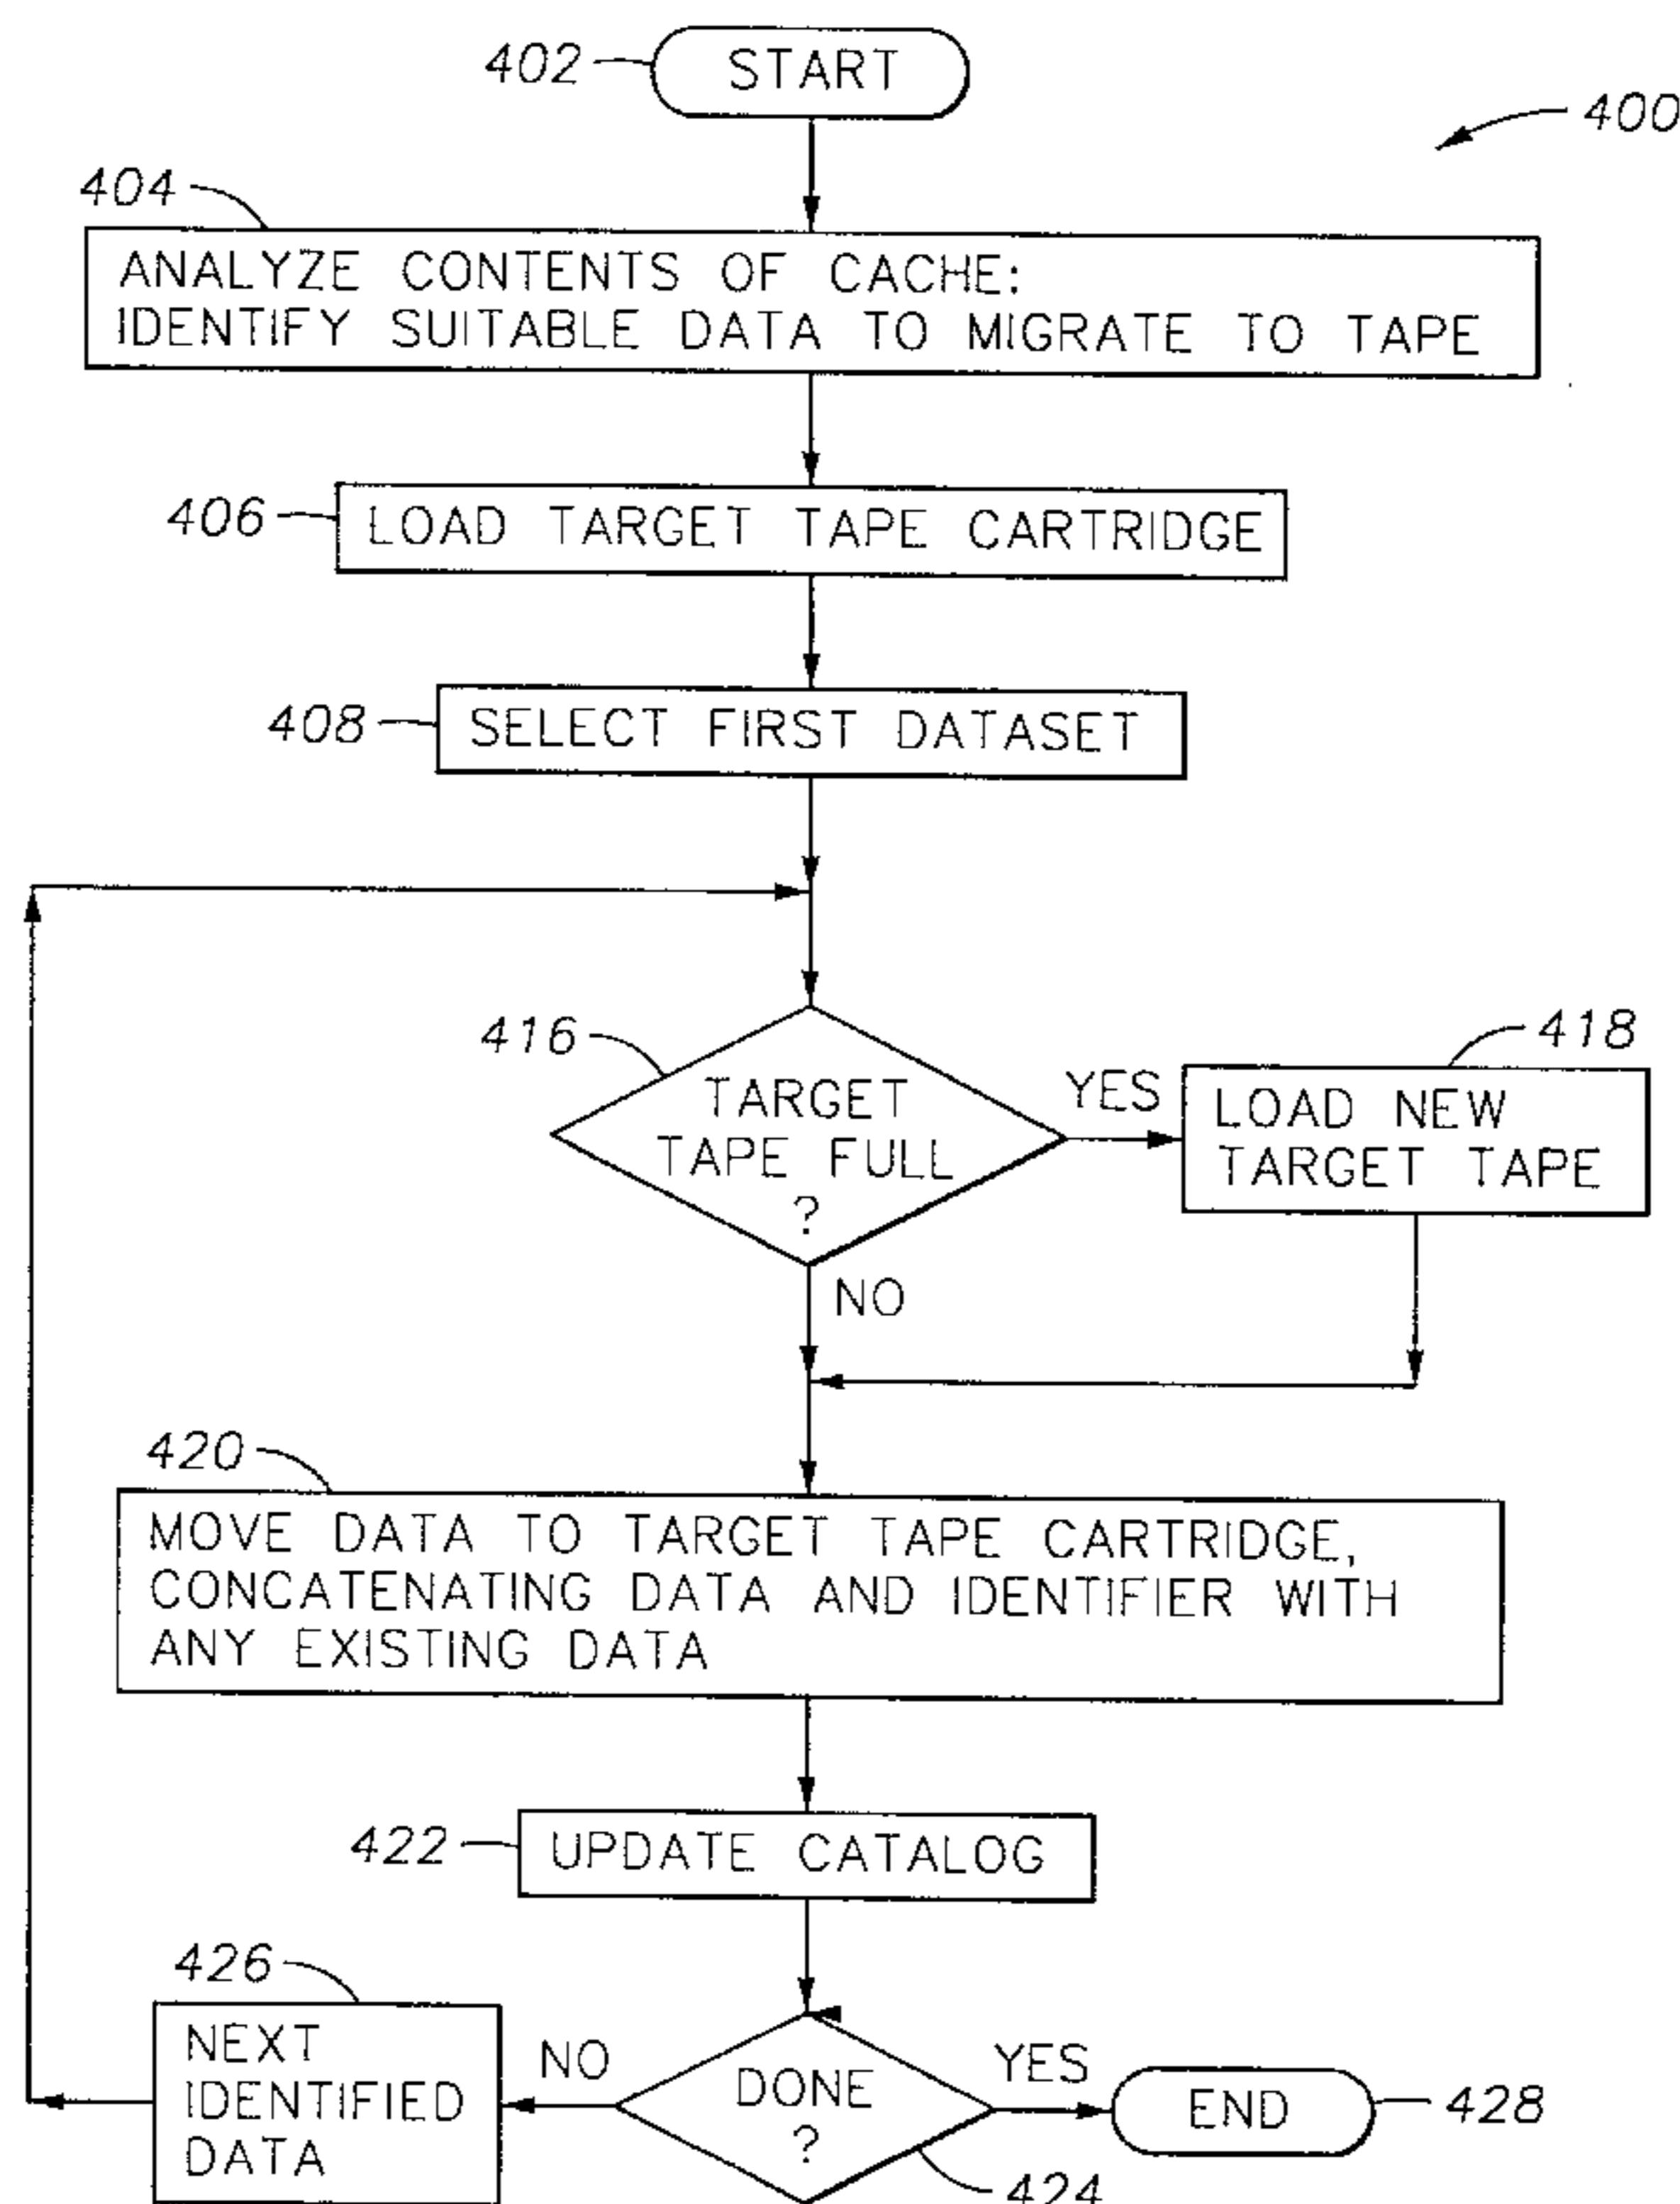 402
START
400
404
ANALYZE CONTENTS OF CACHE:
IDENTIFY SUITABLE DATA TO MIGRATE TO TAPE
406
LOAD TARGET TAPE CARTRIDGE
408
SELECT FIRST DATASET
416
TARGET
TAPE FULL
?
YES
418
LOAD NEW
TARGET TAPE
NO
420
MOVE DATA TO TARGET TAPE CARTRIDGE,
CONCATENATING DATA AND IDENTIFIER WITH
ANY EXISTING DATA
422
UPDATE CATALOG
426
NEXT
IDENTIFIED
DATA
NO
DONE
?
YES
END
428
424